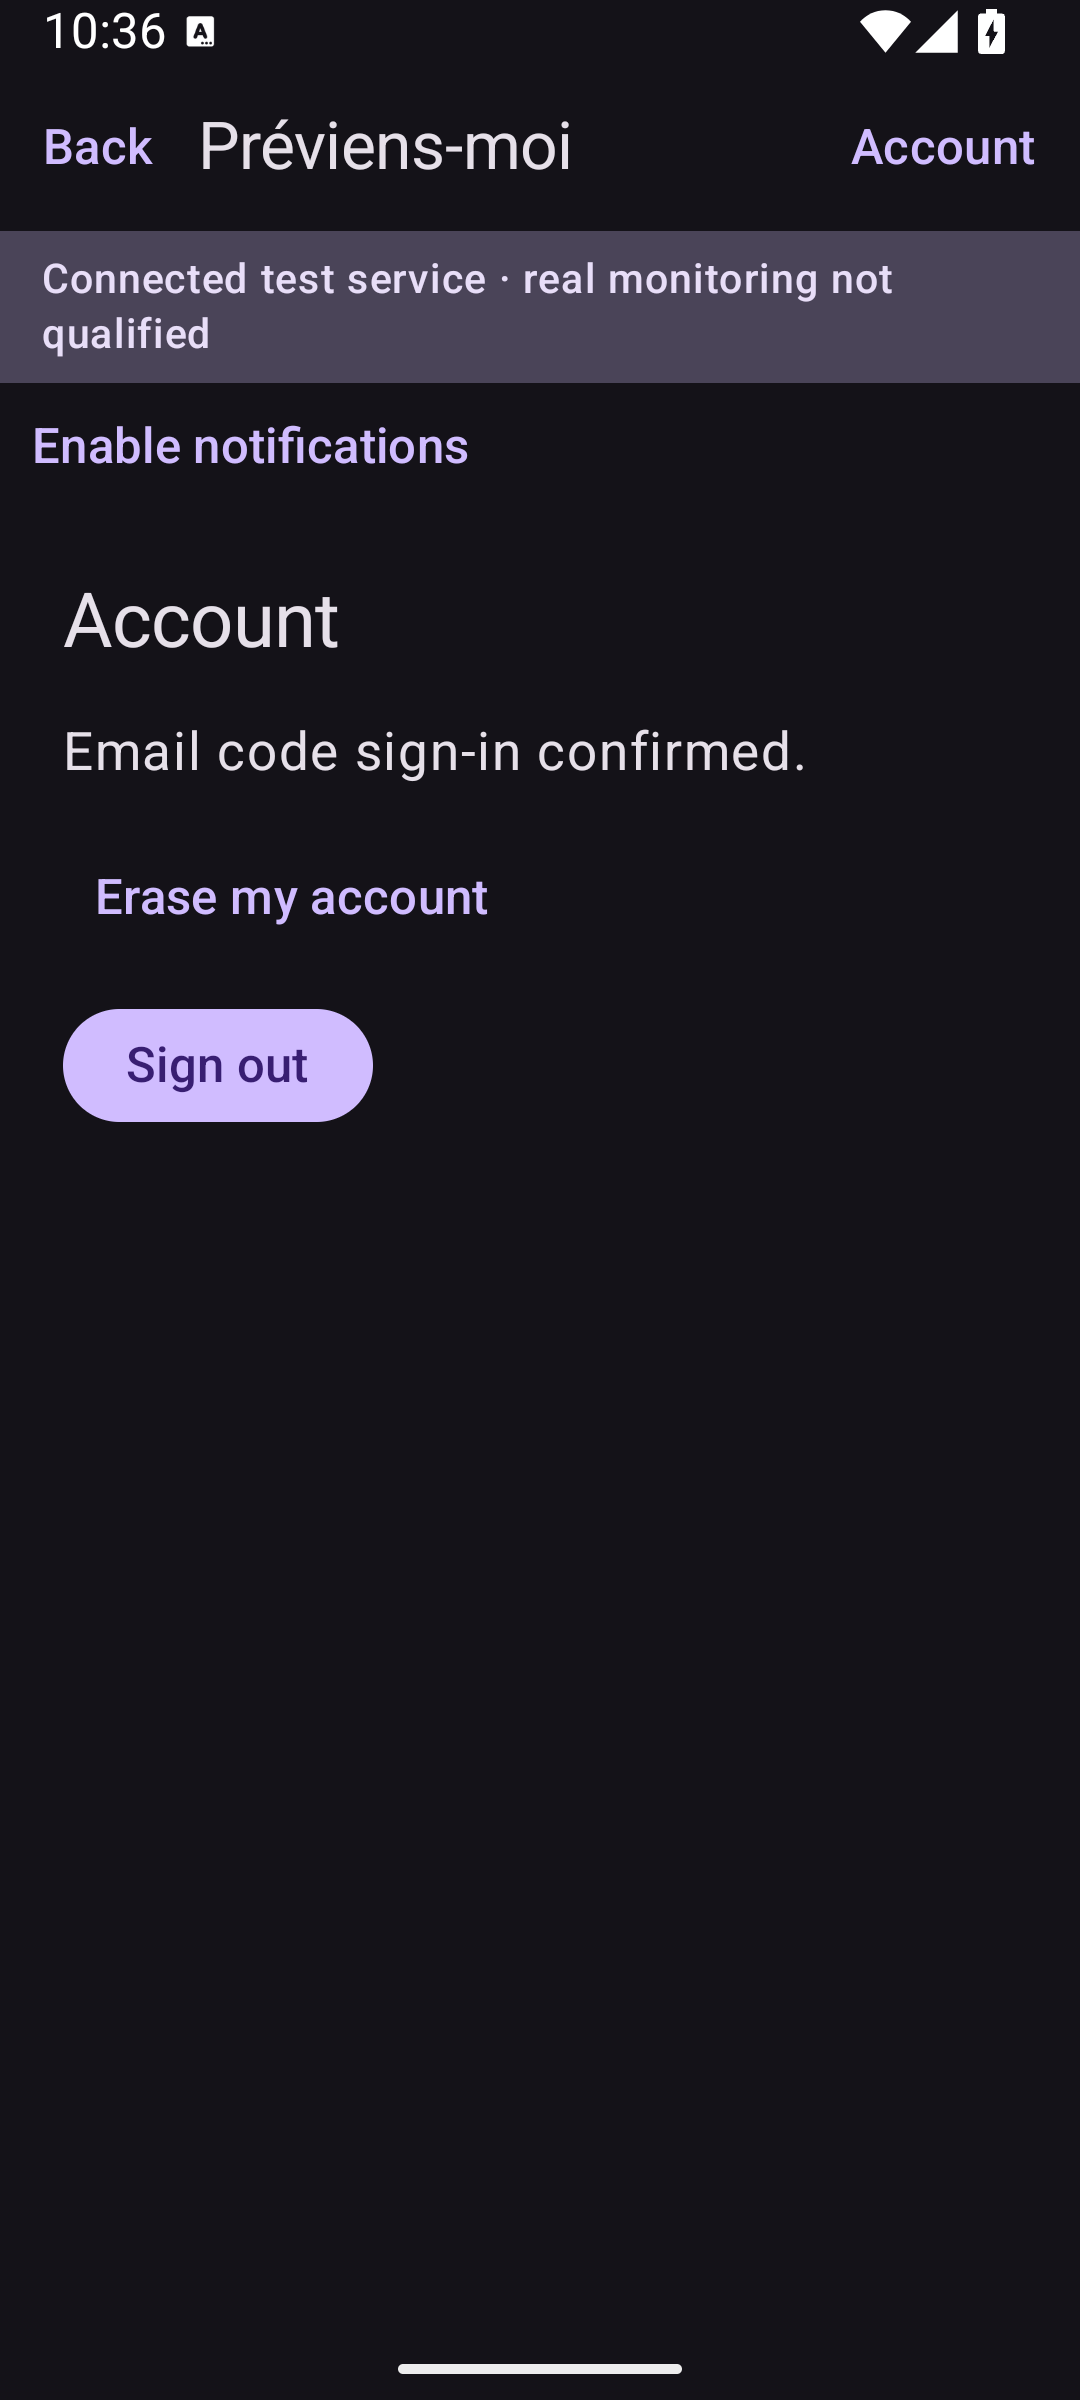 10:36
Back Préviens-moi Account
Connected test service · real monitoring not
qualified
Enable notifications
Account
Email code sign-in confirmed.
Erase my account
Sign out